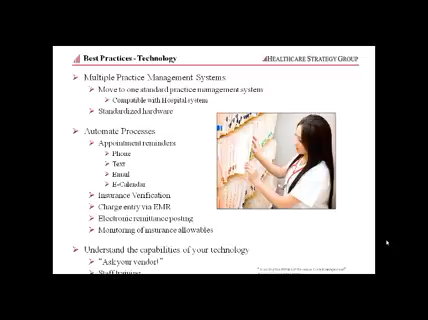 Best Practices - Technology
HEALTHCARE STRATEGY GROUP
Multiple Practice Management Systems
Move to one standard practice management system
Compatible with Hospital system
Standardized hardware
Automate Processes
Appointment reminders
Phone
Text
Email
E-Calendar
Insurance Verification
Charge entry via EMR
Electronic remittance posting
Monitoring of insurance allowables
Understand the capabilities of your technology
"Ask your vendor!"
Staff training